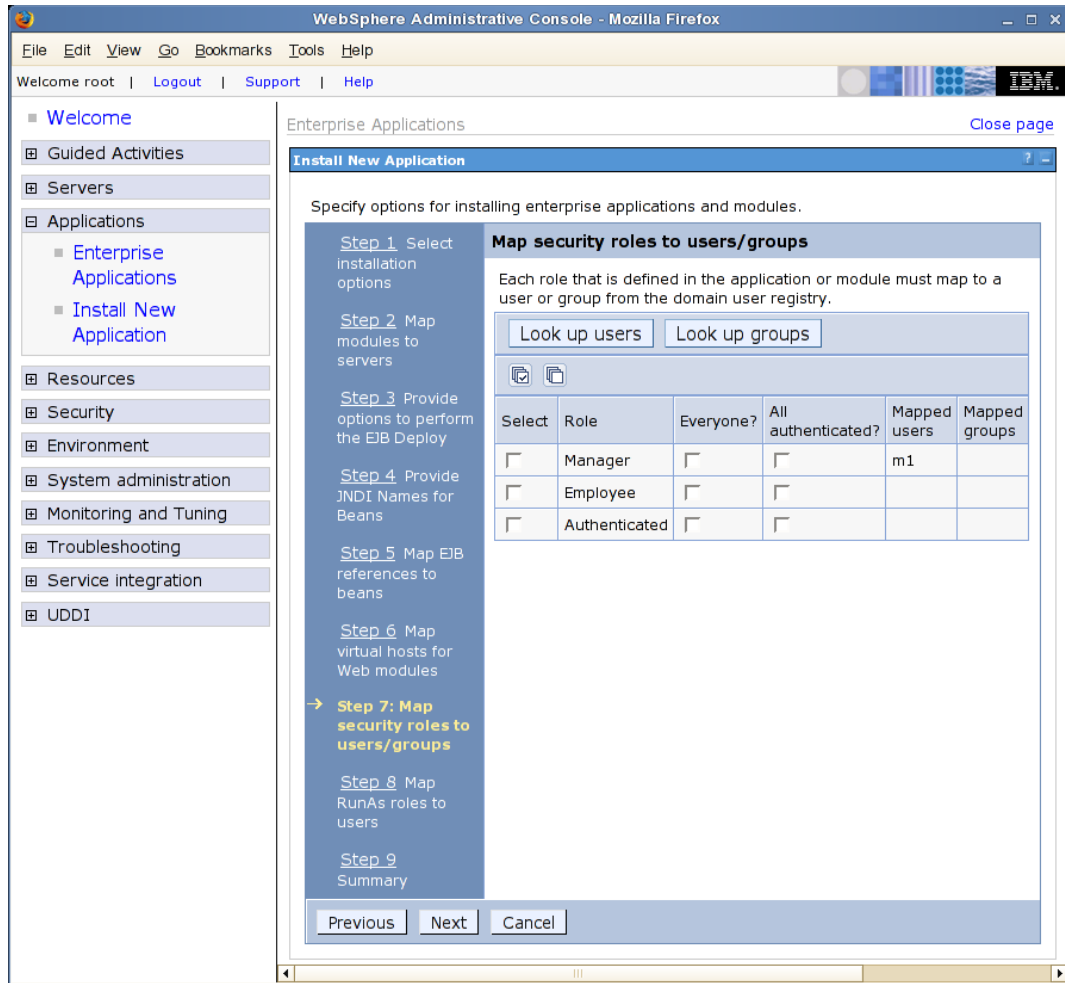 WebSphere Administrative Console - Mozilla Firefox
File Edit View Go Bookmarks Tools Help
Welcome root | Logout | Support | Help
IBM.
Welcome
Guided Activities
Servers
Applications
Enterprise
Applications
Install New
Application
Resources
Security
Environment
System administration
Monitoring and Tuning
Troubleshooting
Service integration
UDDI
Enterprise Applications
Close page
Install New Application
? –
Specify options for installing enterprise applications and modules.
Step 1 Select
installation
options
Step 2 Map
modules to
servers
Step 3 Provide
options to perform
the EJB Deploy
Step 4 Provide
JNDI Names for
Beans
Step 5 Map EJB
references to
beans
Step 6 Map
virtual hosts for
Web modules
Step 7: Map
security roles to
users/groups
Step 8 Map
RunAs roles to
users
Step 9
Summary
Map security roles to users/groups
Each role that is defined in the application or module must map to a
user or group from the domain user registry.
Look up users Look up groups
Select Role Everyone? All authenticated? Mapped users Mapped groups
Manager m1
Employee
Authenticated
Previous Next Cancel